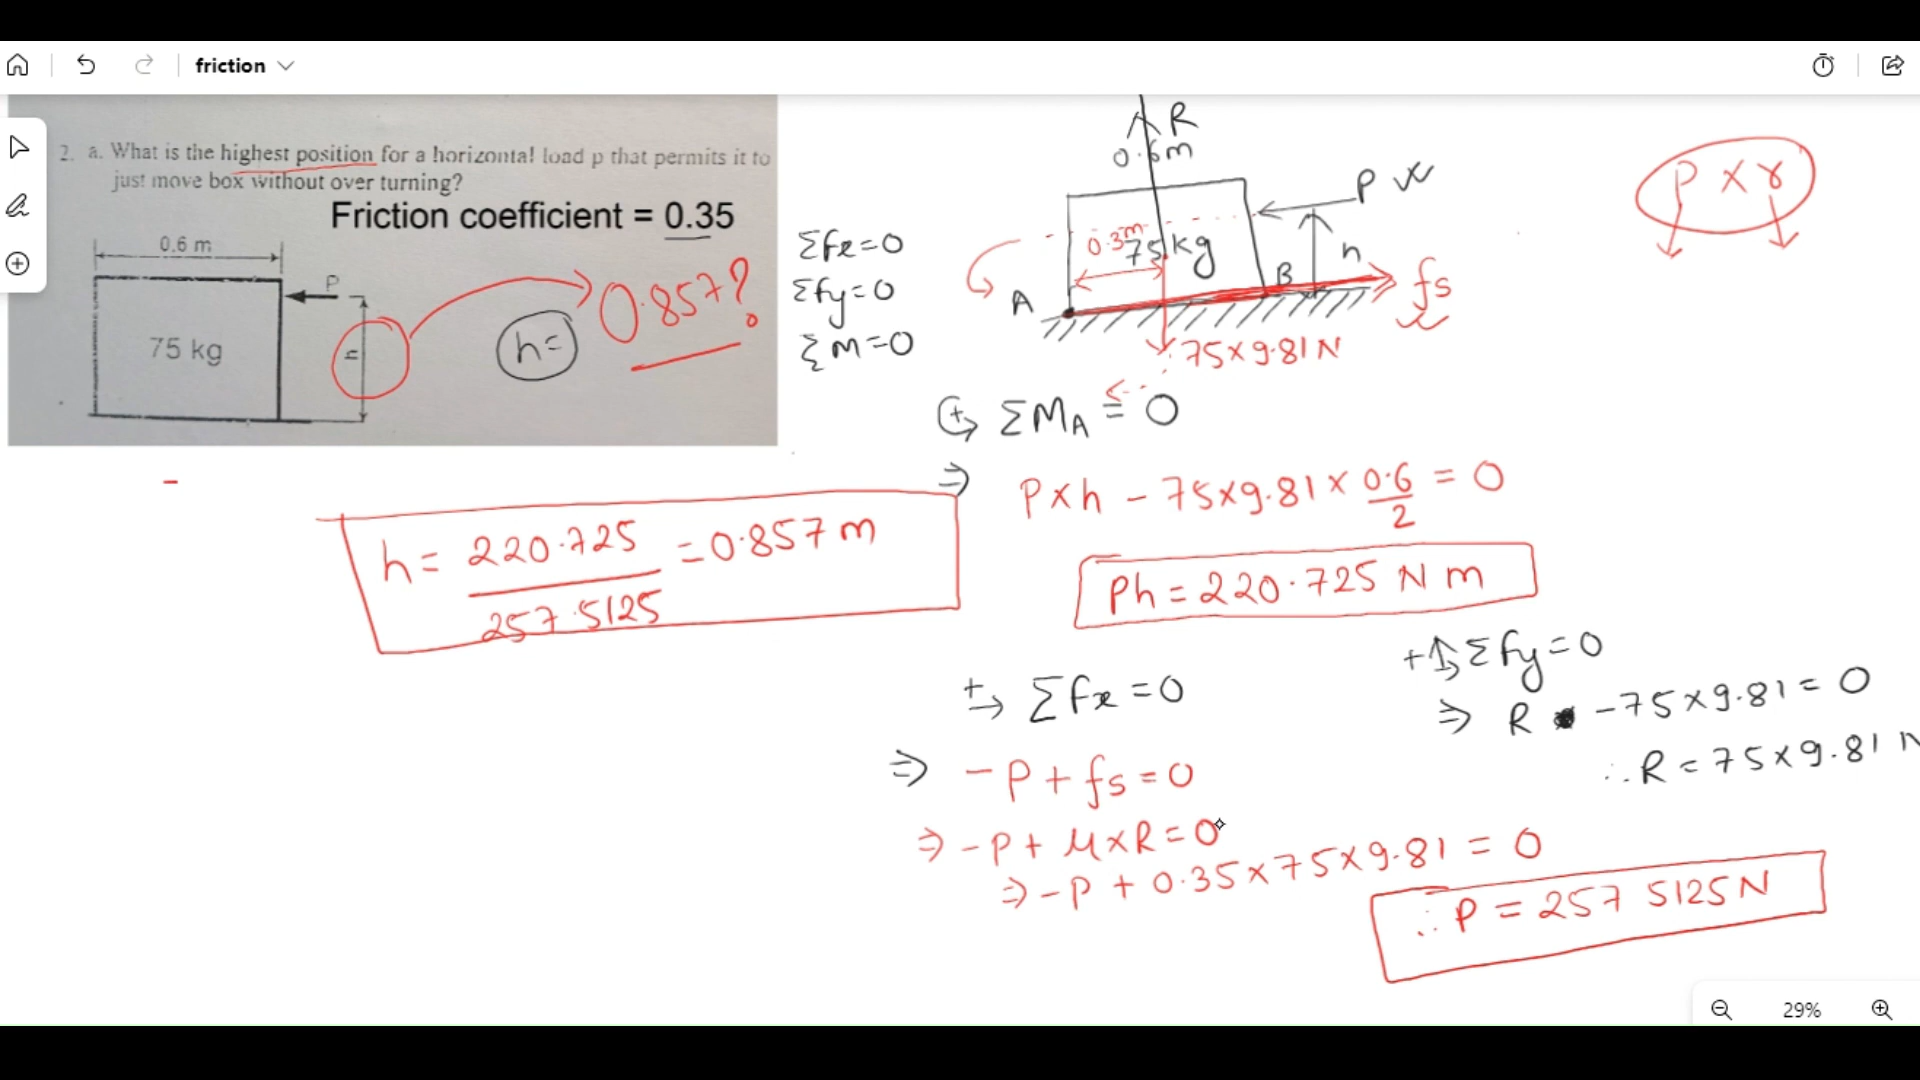 friction
2. a. What is the highest position for a horizontal load p that permits it to
just move box without over turning?
Friction coefficient = 0.35
0.6 m
P
75 kg
h
h=
0.857?
Σfx=0
Σfy=0
ΣM=0
R
0.6m
P
0.3m
75kg
h
A
B
fs
75×9.81N
P×r
+ ΣMA = 0
⇒ P×h - 75×9.81×0.6/2 = 0
Ph = 220.725 N m
h = 220.725/257.5125 = 0.857 m
+→ Σfx = 0
⇒ -P + fs = 0
⇒ -P + μ×R = 0
⇒ -P + 0.35×75×9.81 = 0
∴ P = 257 5125N
+↑ Σfy = 0
⇒ R - 75×9.81 = 0
∴ R = 75×9.81 N
29%